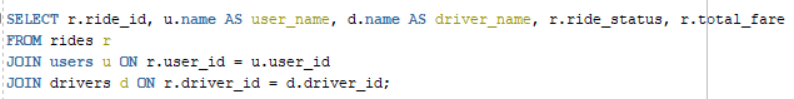 SELECT r.ride_id, u.name AS user_name, d.name AS driver_name, r.ride_status, r.total_fare
FROM rides r
JOIN users u ON r.user_id = u.user_id
JOIN drivers d ON r.driver_id = d.driver_id;